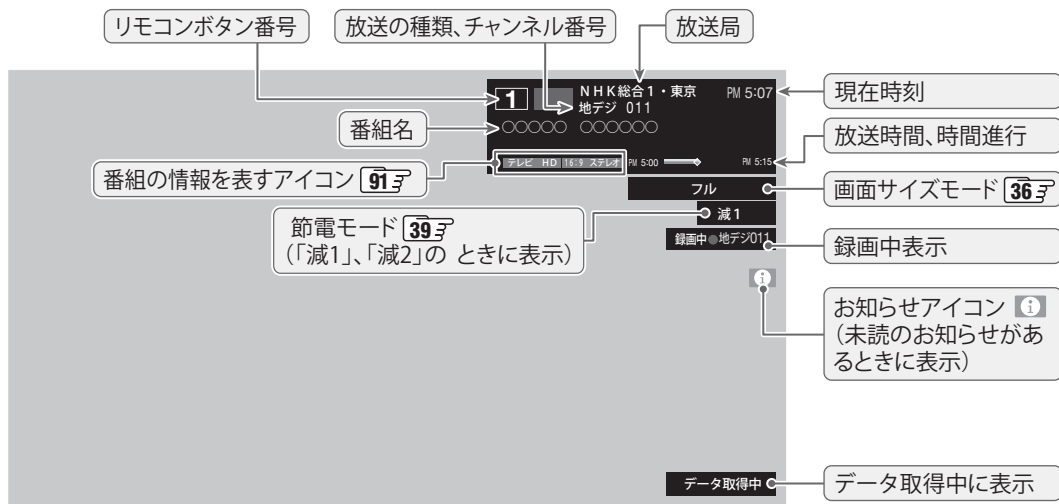 リモコンボタン番号
放送の種類、チャンネル番号
放送局
1
NHK総合1・東京
PM 5:07
地デジ 011
現在時刻
番組名
○○○○○ ○○○○○○
放送時間、時間進行
テレビ HD 16:9 ステレオ PM 5:00 PM 5:15
番組の情報を表すアイコン 91
フル
画面サイズモード 36
節電モード 39
(「減1」、「減2」の ときに表示)
減1
録画中●地デジ011
録画中表示
お知らせアイコン
(未読のお知らせがあ
るときに表示)
データ取得中
データ取得中に表示